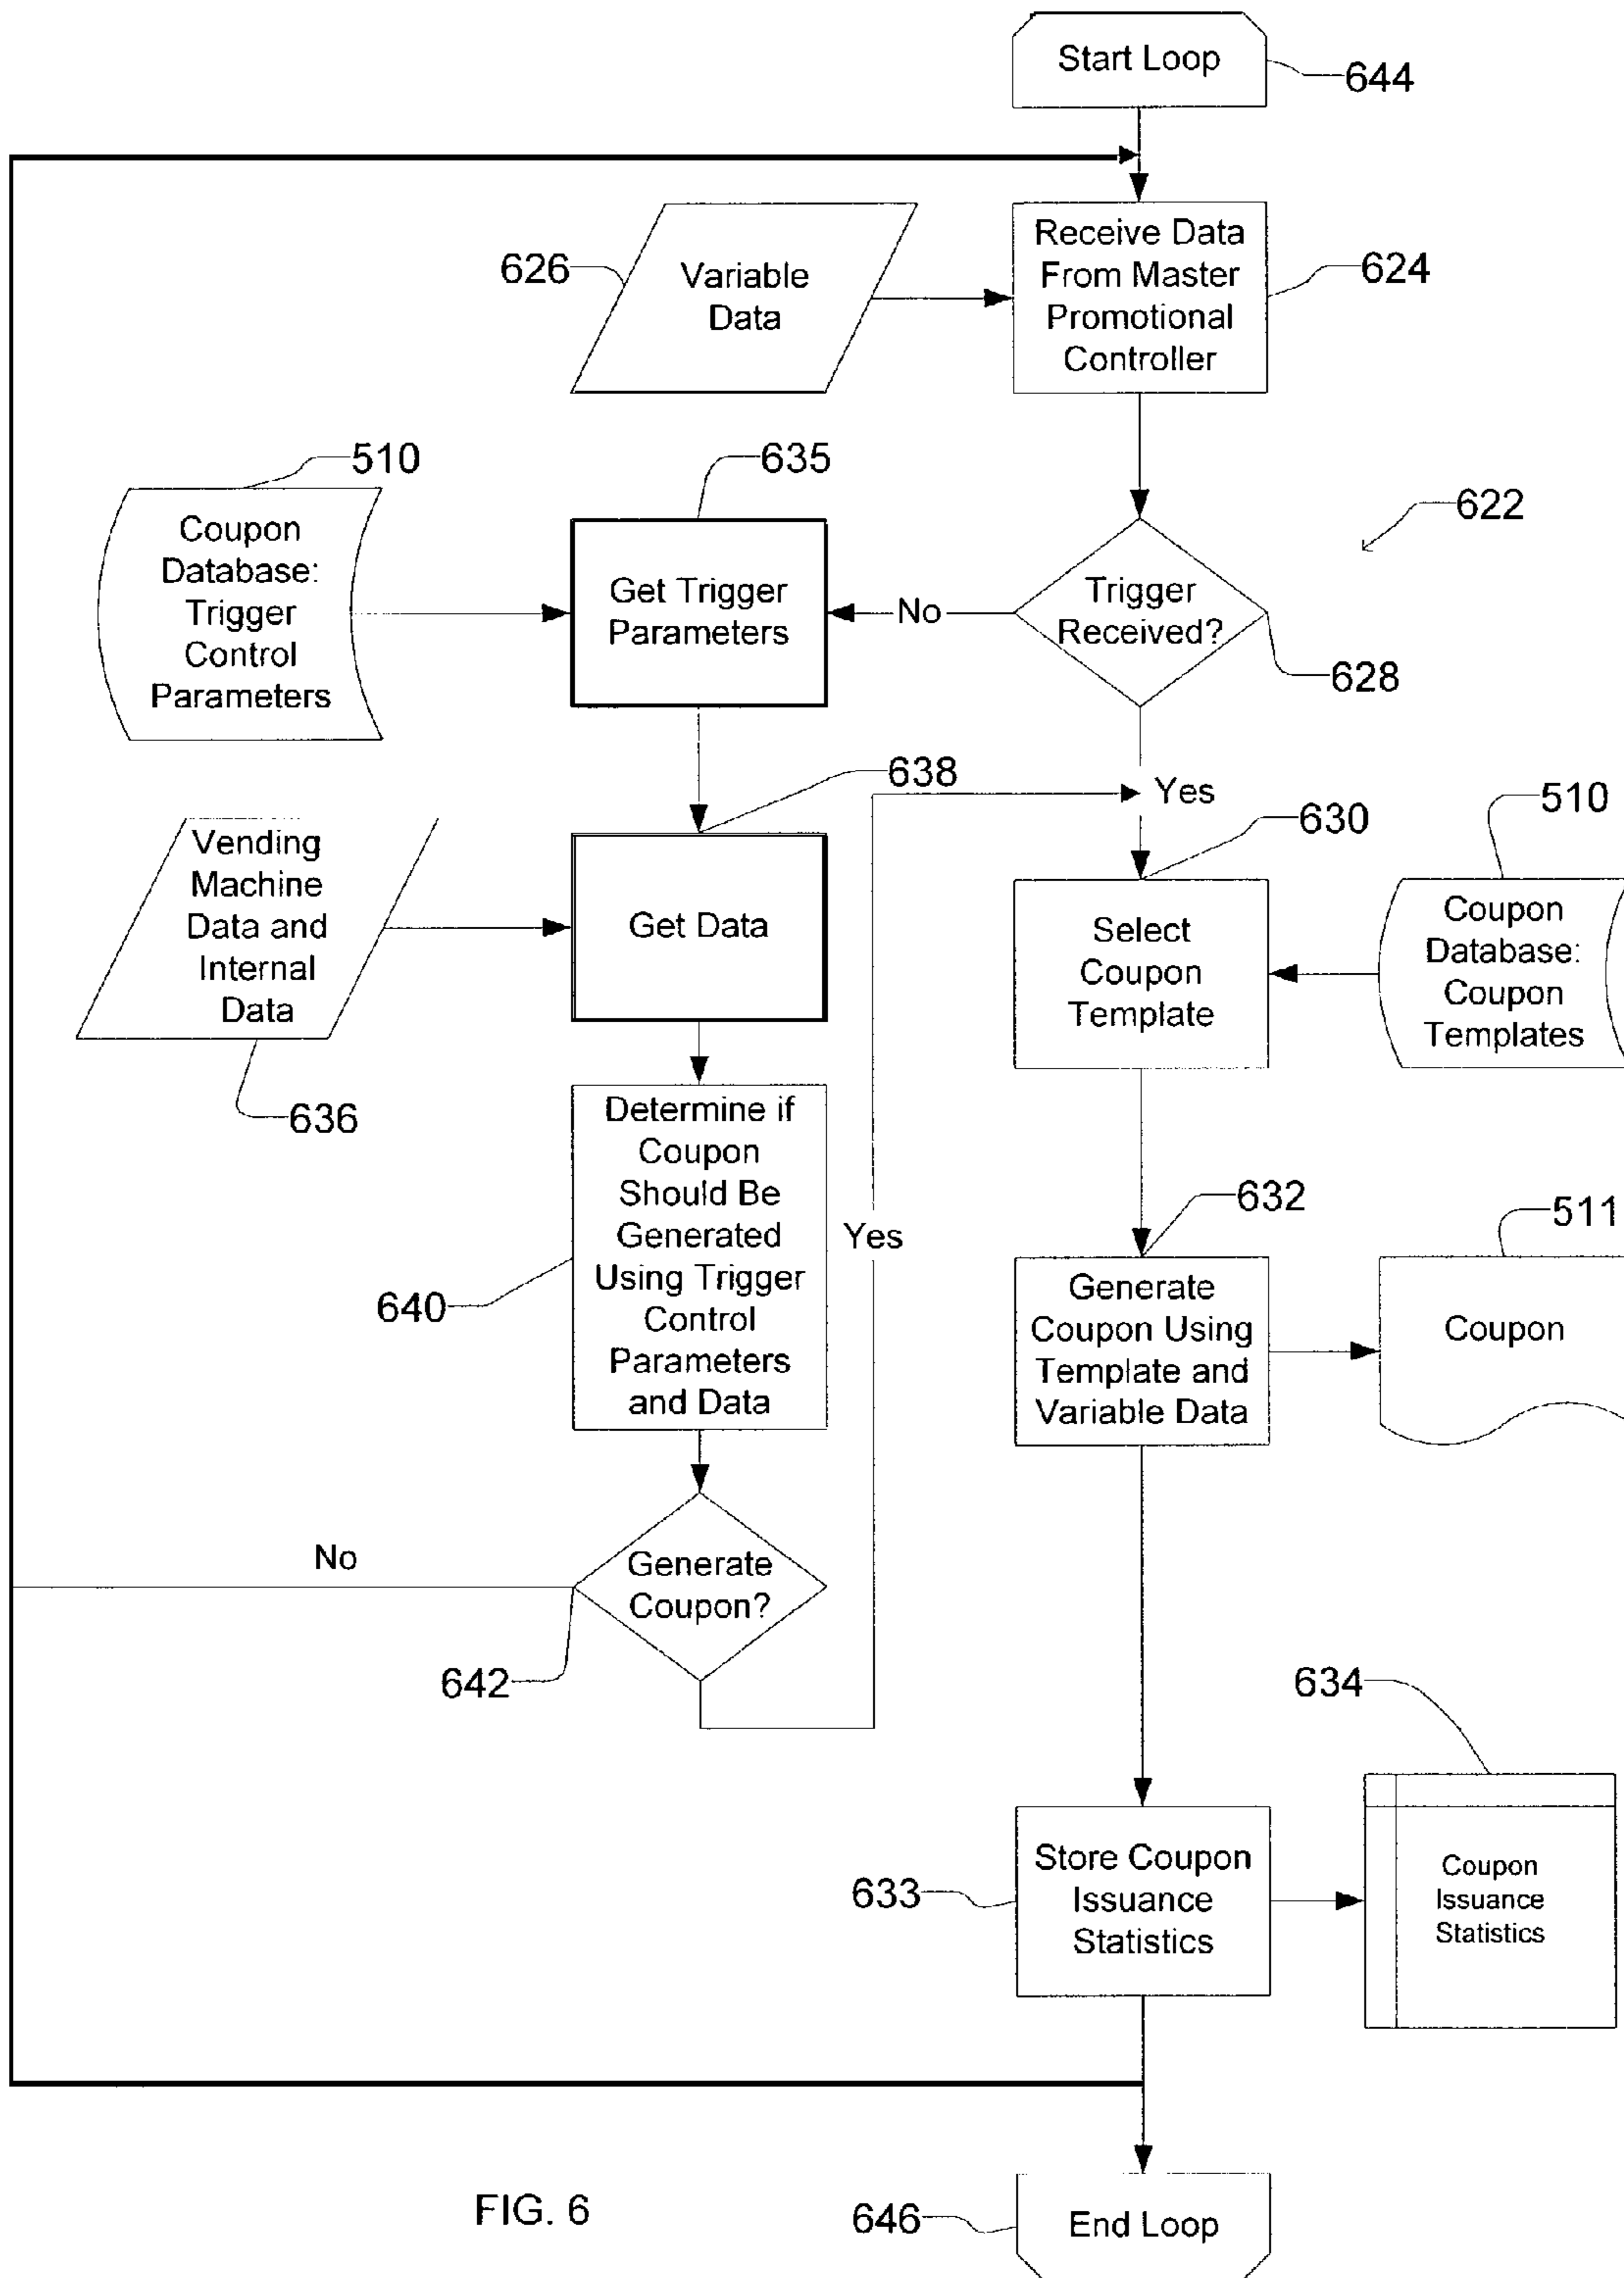 Start Loop
644
Receive Data
From Master
Promotional
Controller
624
626
Variable
Data
510
635
622
Coupon
Database:
Trigger
Control
Parameters
Get Trigger
Parameters
No
Trigger
Received?
628
638
Yes
630
510
Vending
Machine
Data and
Internal
Data
Get Data
Select
Coupon
Template
Coupon
Database:
Coupon
Templates
636
Determine if
Coupon
Should Be
Generated
Using Trigger
Control
Parameters
and Data
640
Yes
632
511
Generate
Coupon Using
Template and
Variable Data
Coupon
No
Generate
Coupon?
642
634
633
Store Coupon
Issuance
Statistics
Coupon
Issuance
Statistics
FIG. 6
646
End Loop